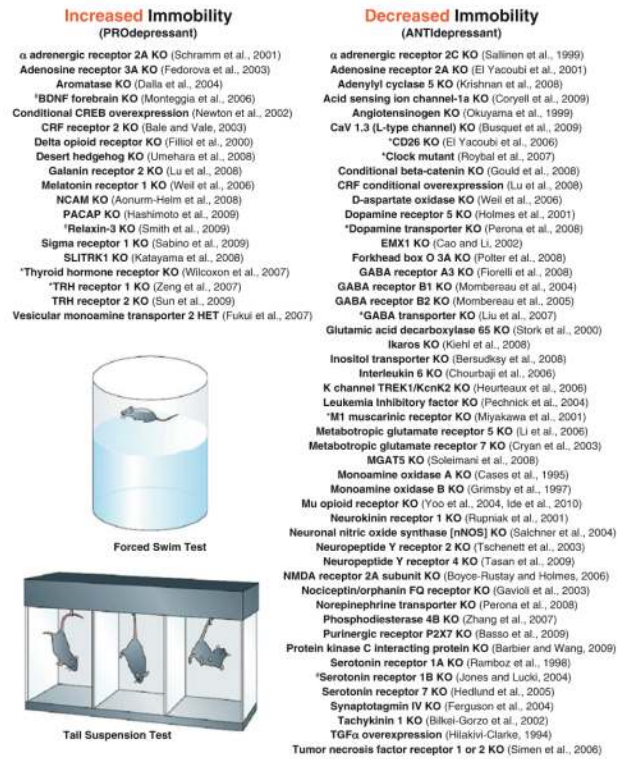 Increased Immobility
(PROdepressant)
α adrenergic receptor 2A KO (Schramm et al., 2001)
Adenosine receptor 3A KO (Fedorova et al., 2003)
Aromatase KO (Dalla et al., 2004)
#BDNF forebrain KO (Monteggia et al., 2006)
Conditional CREB overexpression (Newton et al., 2002)
CRF receptor 2 KO (Bale and Vale, 2003)
Delta opioid receptor KO (Filliol et al., 2000)
Desert hedgehog KO (Umehara et al., 2008)
Galanin receptor 2 KO (Lu et al., 2008)
Melatonin receptor 1 KO (Weil et al., 2006)
NCAM KO (Aonurm-Helm et al., 2008)
PACAP KO (Hashimoto et al., 2009)
#Relaxin-3 KO (Smith et al., 2009)
Sigma receptor 1 KO (Sabino et al., 2009)
SLITRK1 KO (Katayama et al., 2008)
*Thyroid hormone receptor KO (Wilcoxon et al., 2007)
*TRH receptor 1 KO (Zeng et al., 2007)
TRH receptor 2 KO (Sun et al., 2009)
Vesicular monoamine transporter 2 HET (Fukui et al., 2007)
Forced Swim Test
Tail Suspension Test
Decreased Immobility
(ANTIdepressant)
α adrenergic receptor 2C KO (Sallinen et al., 1999)
Adenosine receptor 2A KO (El Yacoubi et al., 2001)
Adenylyl cyclase 5 KO (Krishnan et al., 2008)
Acid sensing ion channel-1a KO (Coryell et al., 2009)
Angiotensinogen KO (Okuyama et al., 1999)
CaV 1.3 (L-type channel) KO (Busquet et al., 2009)
*CD26 KO (El Yacoubi et al., 2006)
*Clock mutant (Roybal et al., 2007)
Conditional beta-catenin KO (Gould et al., 2008)
CRF conditional overexpression (Lu et al., 2008)
D-aspartate oxidase KO (Weil et al., 2006)
Dopamine receptor 5 KO (Holmes et al., 2001)
*Dopamine transporter KO (Perona et al., 2008)
EMX1 KO (Cao and Li, 2002)
Forkhead box O 3A KO (Polter et al., 2008)
GABA receptor A3 KO (Fiorelli et al., 2008)
GABA receptor B1 KO (Mombereau et al., 2004)
GABA receptor B2 KO (Mombereau et al., 2005)
*GABA transporter KO (Liu et al., 2007)
Glutamic acid decarboxylase 65 KO (Stork et al., 2000)
Ikaros KO (Kiehl et al., 2008)
Inositol transporter KO (Bersudksy et al., 2008)
Interleukin 6 KO (Chourbaji et al., 2006)
K channel TREK1/KcnK2 KO (Heurteaux et al., 2006)
Leukemia Inhibitory factor KO (Pechnick et al., 2004)
*M1 muscarinic receptor KO (Miyakawa et al., 2001)
Metabotropic glutamate receptor 5 KO (Li et al., 2006)
Metabotropic glutamate receptor 7 KO (Cryan et al., 2003)
MGAT5 KO (Soleimani et al., 2008)
Monoamine oxidase A KO (Cases et al., 1995)
Monoamine oxidase B KO (Grimsby et al., 1997)
Mu opioid receptor KO (Yoo et al., 2004, Ide et al., 2010)
Neurokinin receptor 1 KO (Rupniak et al., 2001)
Neuronal nitric oxide synthase [nNOS] KO (Salchner et al., 2004)
Neuropeptide Y receptor 2 KO (Tschenett et al., 2003)
Neuropeptide Y receptor 4 KO (Tasan et al., 2009)
NMDA receptor 2A subunit KO (Boyce-Rustay and Holmes, 2006)
Nociceptin/orphanin FQ receptor KO (Gavioli et al., 2003)
Norepinephrine transporter KO (Perona et al., 2008)
Phosphodiesterase 4B KO (Zhang et al., 2007)
Purinergic receptor P2X7 KO (Basso et al., 2009)
Protein kinase C interacting protein KO (Barbier and Wang, 2009)
Serotonin receptor 1A KO (Ramboz et al., 1998)
#Serotonin receptor 1B KO (Jones and Lucki, 2004)
Serotonin receptor 7 KO (Hedlund et al., 2005)
Synaptotagmin IV KO (Ferguson et al., 2004)
Tachykinin 1 KO (Bilkei-Gorzo et al., 2002)
TGFα overexpression (Hilakivi-Clarke, 1994)
Tumor necrosis factor receptor 1 or 2 KO (Simen et al., 2006)